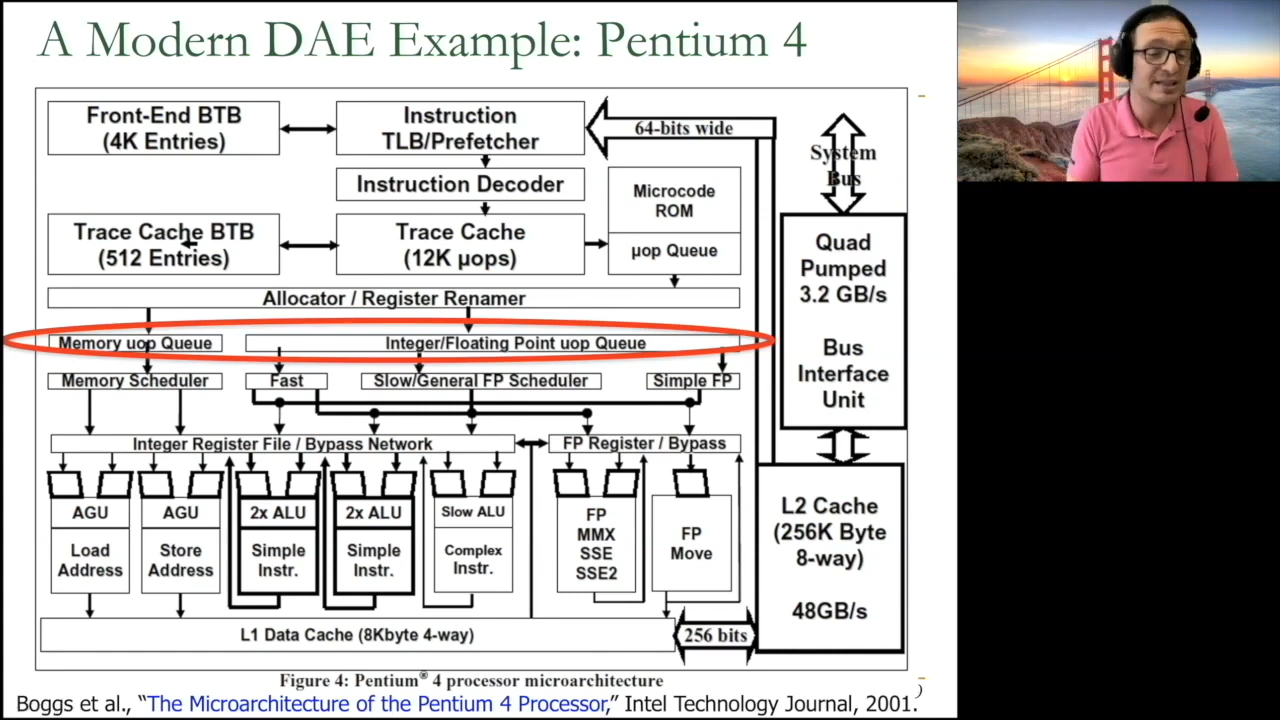 A Modern DAE Example: Pentium 4
Front-End BTB
(4K Entries)
Instruction
TLB/Prefetcher
64-bits wide
System
Bus
Instruction Decoder
Microcode
ROM
Trace Cache BTB
(512 Entries)
Trace Cache
(12K µops)
µop Queue
Quad
Pumped
3.2 GB/s
Bus
Interface
Unit
Allocator / Register Renamer
Memory uop Queue
Integer/Floating Point uop Queue
Memory Scheduler
Fast
Slow/General FP Scheduler
Simple FP
Integer Register File / Bypass Network
FP Register / Bypass
AGU
Load
Address
AGU
Store
Address
2x ALU
Simple
Instr.
2x ALU
Simple
Instr.
Slow ALU
Complex
Instr.
FP
MMX
SSE
SSE2
FP
Move
L2 Cache
(256K Byte
8-way)
48GB/s
L1 Data Cache (8Kbyte 4-way)
256 bits
Figure 4: Pentium® 4 processor microarchitecture
)
Boggs et al., “The Microarchitecture of the Pentium 4 Processor,” Intel Technology Journal, 2001.